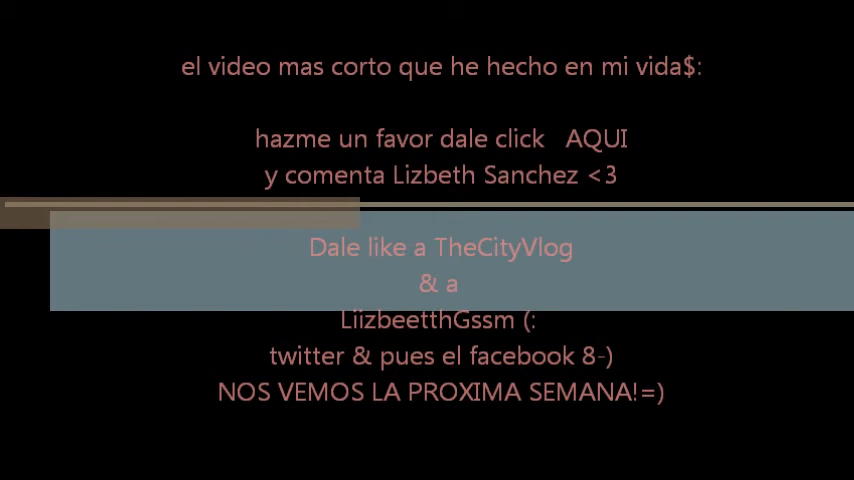 el video mas corto que he hecho en mi vida$:
hazme un favor dale click AQUI
y comenta Lizbeth Sanchez <3
Dale like a TheCityVlog
& a
LiizbeetthGssm (:
twitter & pues el facebook 8-)
NOS VEMOS LA PROXIMA SEMANA!=)